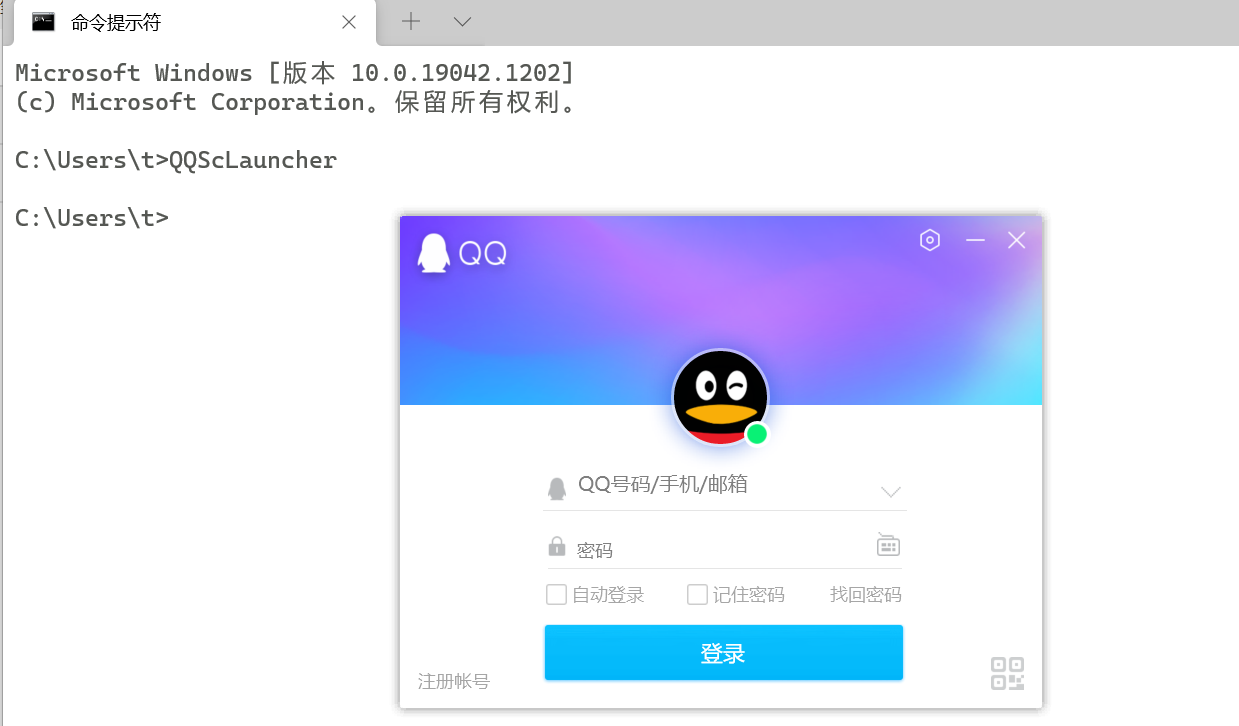 命令提示符
Microsoft Windows [版本 10.0.19042.1202]
(c) Microsoft Corporation。保留所有权利。
C:\Users\t>QQScLauncher
C:\Users\t>
QQ
QQ号码/手机/邮箱
密码
自动登录 记住密码 找回密码
登录
注册帐号